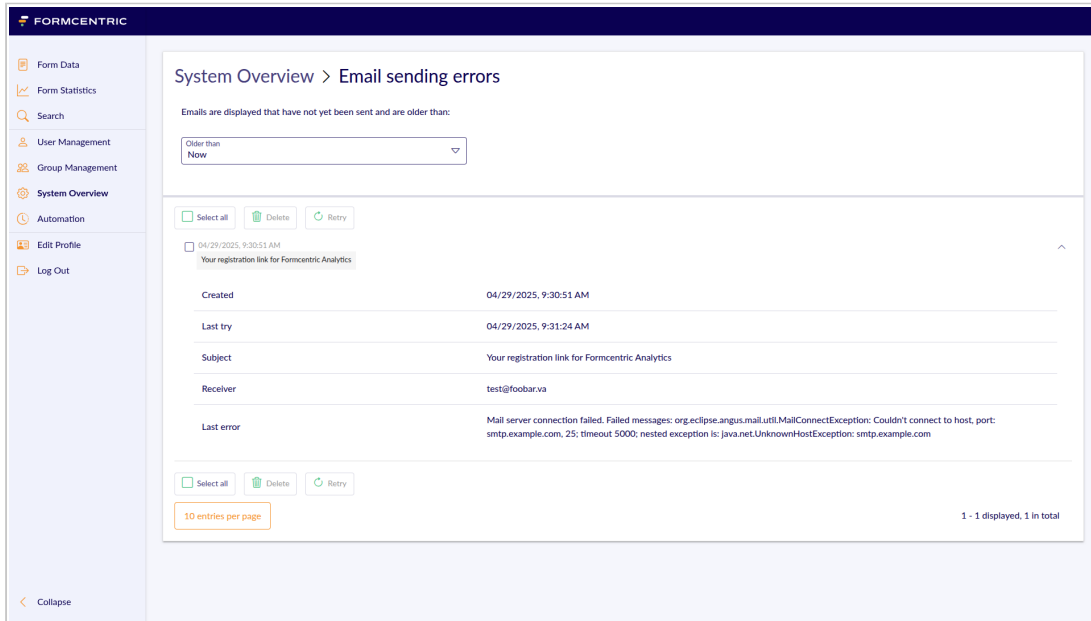 FORMCENTRIC
Form Data
Form Statistics
Search
User Management
Group Management
System Overview
Automation
Edit Profile
Log Out
Collapse
System Overview > Email sending errors
Emails are displayed that have not yet been sent and are older than:
Older than
Now
Select all Delete Retry
04/29/2025, 9:30:51 AM
Your registration link for Formcentric Analytics
Created 04/29/2025, 9:30:51 AM
Last try 04/29/2025, 9:31:24 AM
Subject Your registration link for Formcentric Analytics
Receiver test@foobar.va
Last error Mail server connection failed. Failed messages: org.eclipse.angus.mail.util.MailConnectException: Couldn't connect to host, port:
smtp.example.com, 25; timeout 5000; nested exception is: java.net.UnknownHostException: smtp.example.com
Select all Delete Retry
10 entries per page 1 - 1 displayed, 1 in total